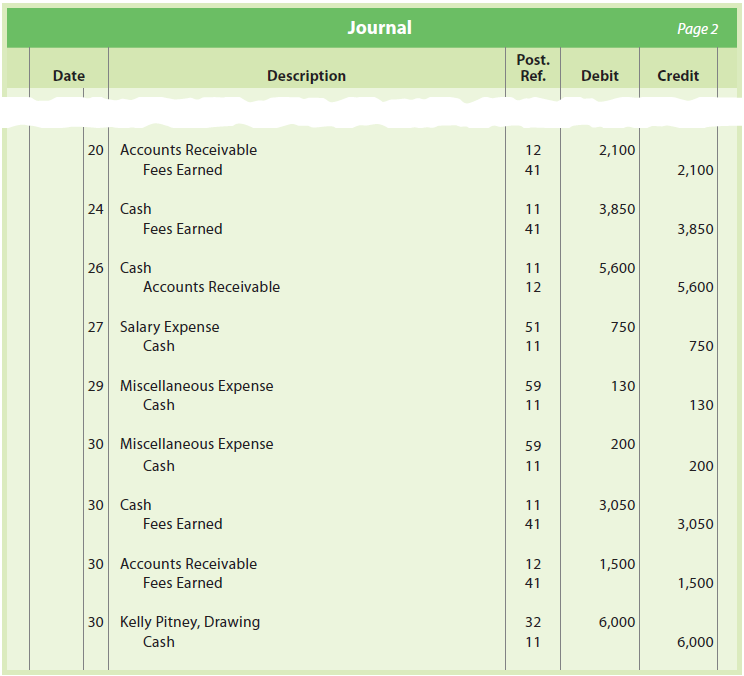 Journal Page 2
Date Description Post. Ref. Debit Credit
20 Accounts Receivable 12 2,100
Fees Earned 41 2,100
24 Cash 11 3,850
Fees Earned 41 3,850
26 Cash 11 5,600
Accounts Receivable 12 5,600
27 Salary Expense 51 750
Cash 11 750
29 Miscellaneous Expense 59 130
Cash 11 130
30 Miscellaneous Expense 59 200
Cash 11 200
30 Cash 11 3,050
Fees Earned 41 3,050
30 Accounts Receivable 12 1,500
Fees Earned 41 1,500
30 Kelly Pitney, Drawing 32 6,000
Cash 11 6,000